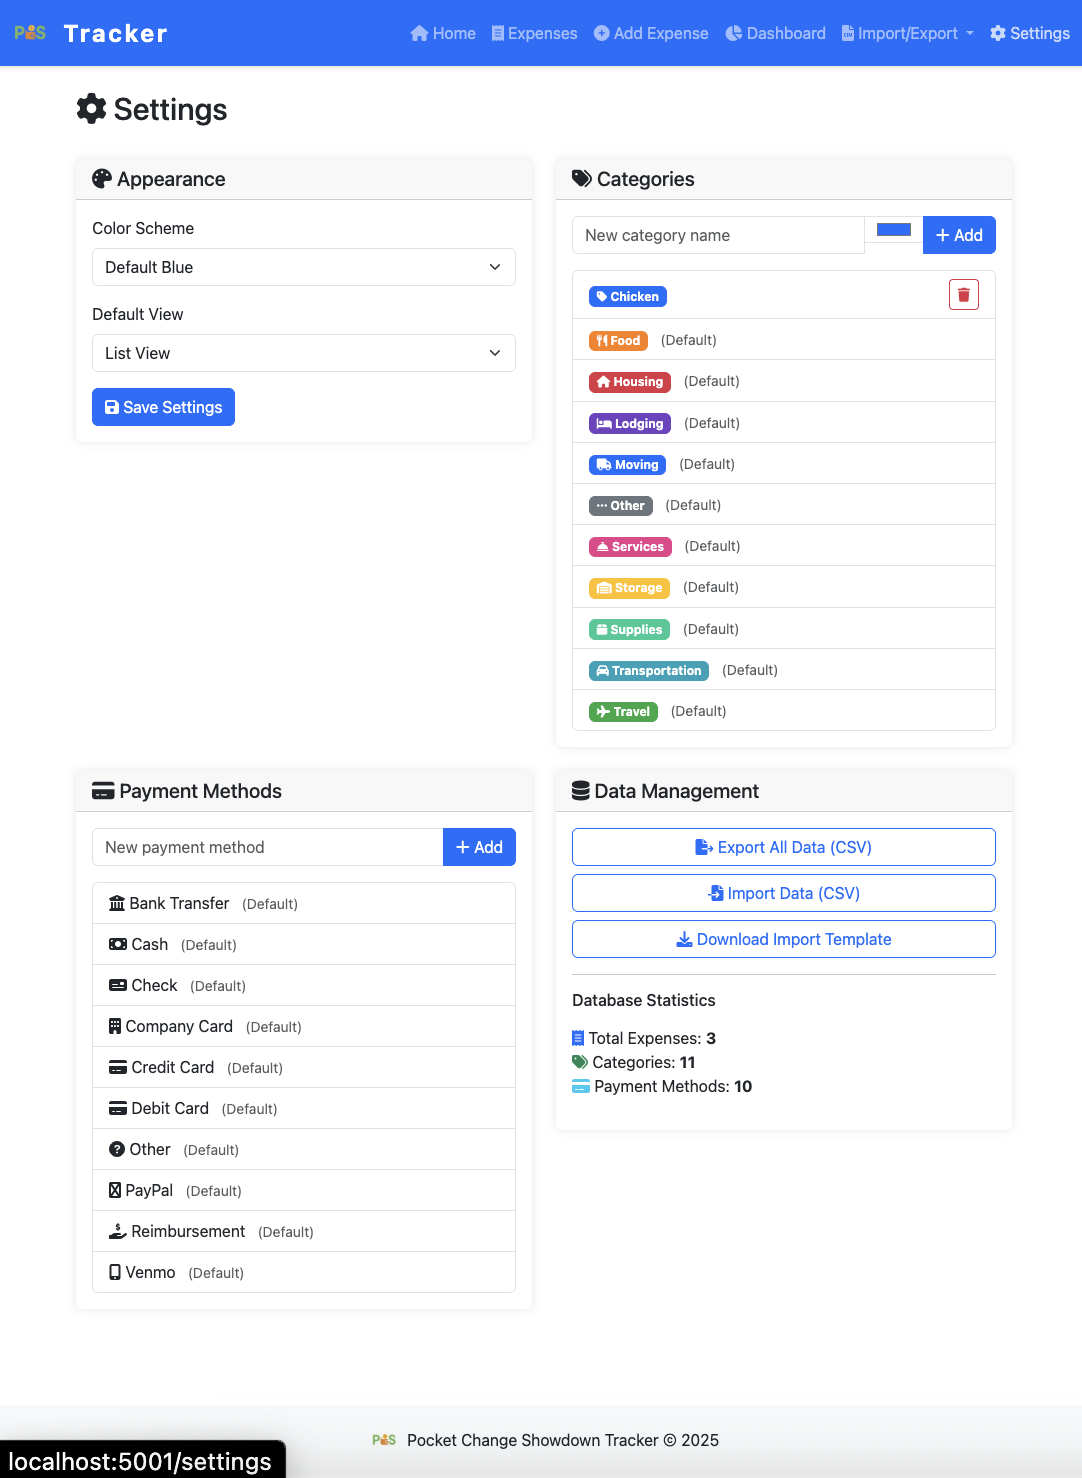 PCS Tracker Home Expenses Add Expense Dashboard Import/Export Settings
Settings
Appearance
Color Scheme
Default Blue
Default View
List View
Save Settings
Categories
New category name Add
Chicken
Food (Default)
Housing (Default)
Lodging (Default)
Moving (Default)
Other (Default)
Services (Default)
Storage (Default)
Supplies (Default)
Transportation (Default)
Travel (Default)
Payment Methods
New payment method Add
Bank Transfer (Default)
Cash (Default)
Check (Default)
Company Card (Default)
Credit Card (Default)
Debit Card (Default)
Other (Default)
PayPal (Default)
Reimbursement (Default)
Venmo (Default)
Data Management
Export All Data (CSV)
Import Data (CSV)
Download Import Template
Database Statistics
Total Expenses: 3
Categories: 11
Payment Methods: 10
PCS Pocket Change Showdown Tracker © 2025
localhost:5001/settings